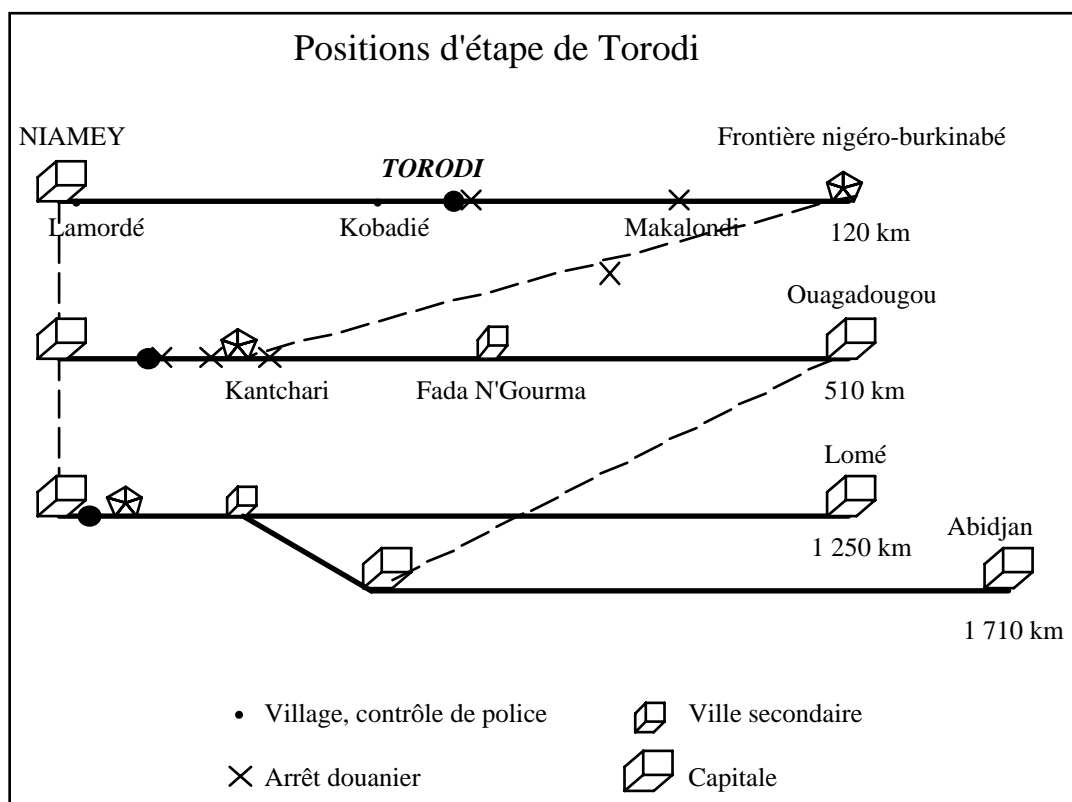 Positions d'étape de Torodi
NIAMEY
Frontière nigéro-burkinabé
TORODI
Lamordé
Kobadié
Makalondi
120 km
Ouagadougou
Kantchari
Fada N'Gourma
510 km
Lomé
1 250 km
Abidjan
1 710 km
Village, contrôle de police
Ville secondaire
Arrêt douanier
Capitale